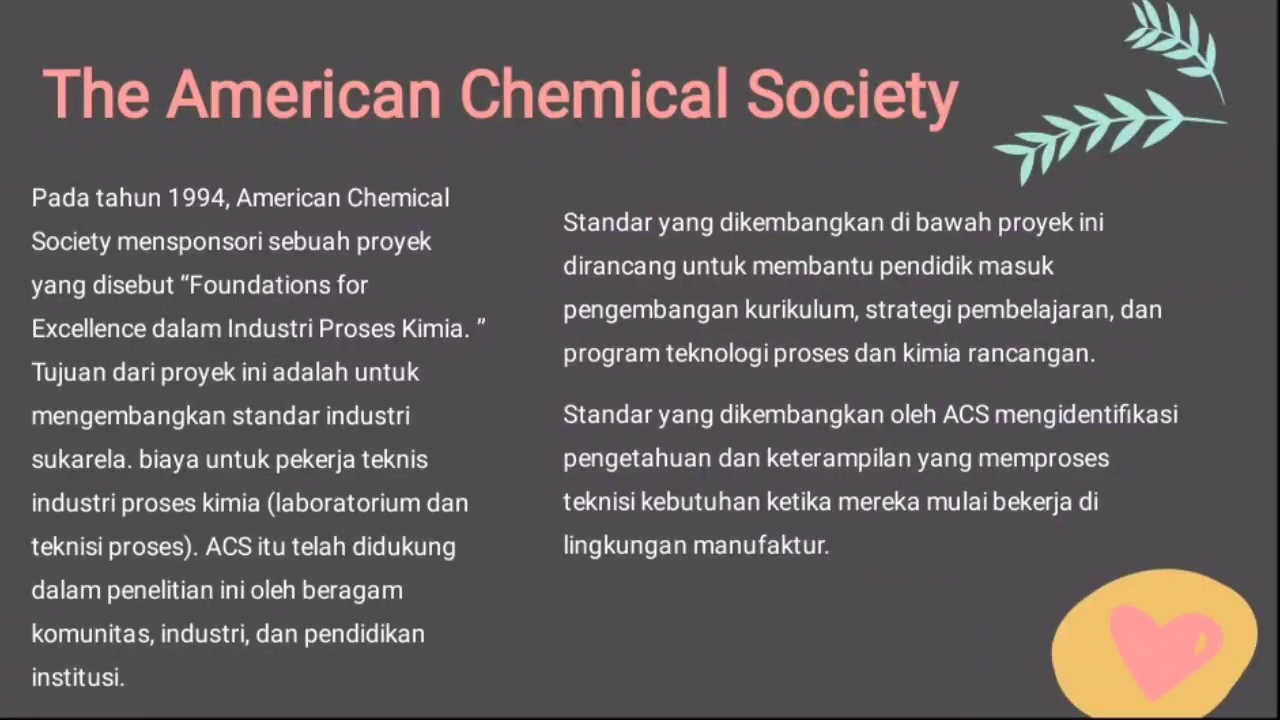 The American Chemical Society
Pada tahun 1994, American Chemical
Society mensponsori sebuah proyek
yang disebut “Foundations for
Excellence dalam Industri Proses Kimia. ”
Tujuan dari proyek ini adalah untuk
mengembangkan standar industri
sukarela. biaya untuk pekerja teknis
industri proses kimia (laboratorium dan
teknisi proses). ACS itu telah didukung
dalam penelitian ini oleh beragam
komunitas, industri, dan pendidikan
institusi.
Standar yang dikembangkan di bawah proyek ini
dirancang untuk membantu pendidik masuk
pengembangan kurikulum, strategi pembelajaran, dan
program teknologi proses dan kimia rancangan.
Standar yang dikembangkan oleh ACS mengidentifikasi
pengetahuan dan keterampilan yang memproses
teknisi kebutuhan ketika mereka mulai bekerja di
lingkungan manufaktur.